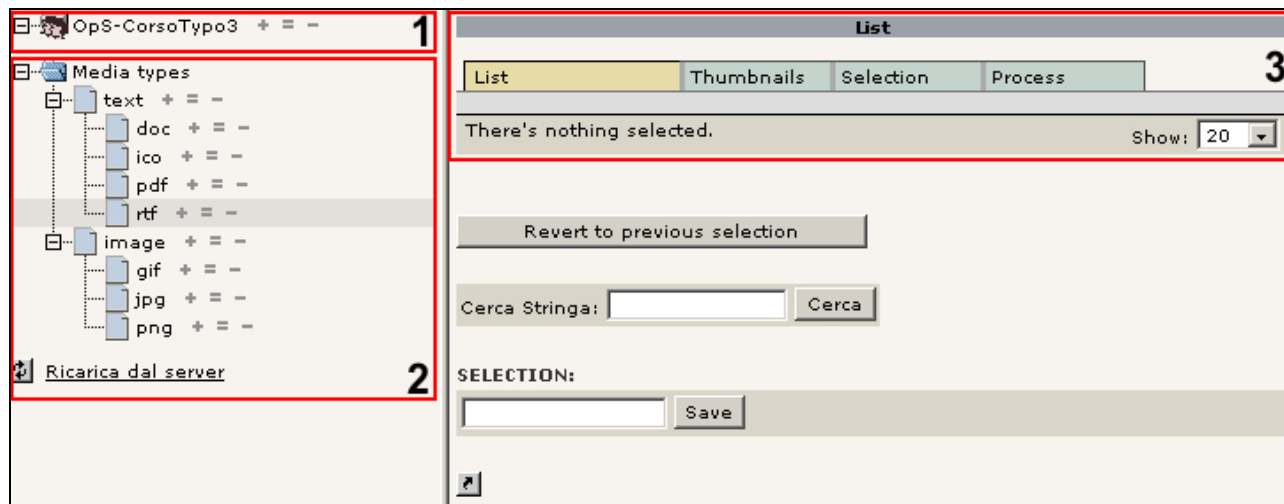 OpS-CorsoTypo3 + = -
1
Media types
text + = -
doc + = -
ico + = -
pdf + = -
rtf + = -
image + = -
gif + = -
jpg + = -
png + = -
Ricarica dal server
2
List
3
List Thumbnails Selection Process
There's nothing selected.
Show: 20
Revert to previous selection
Cerca Stringa: Cerca
SELECTION:
Save